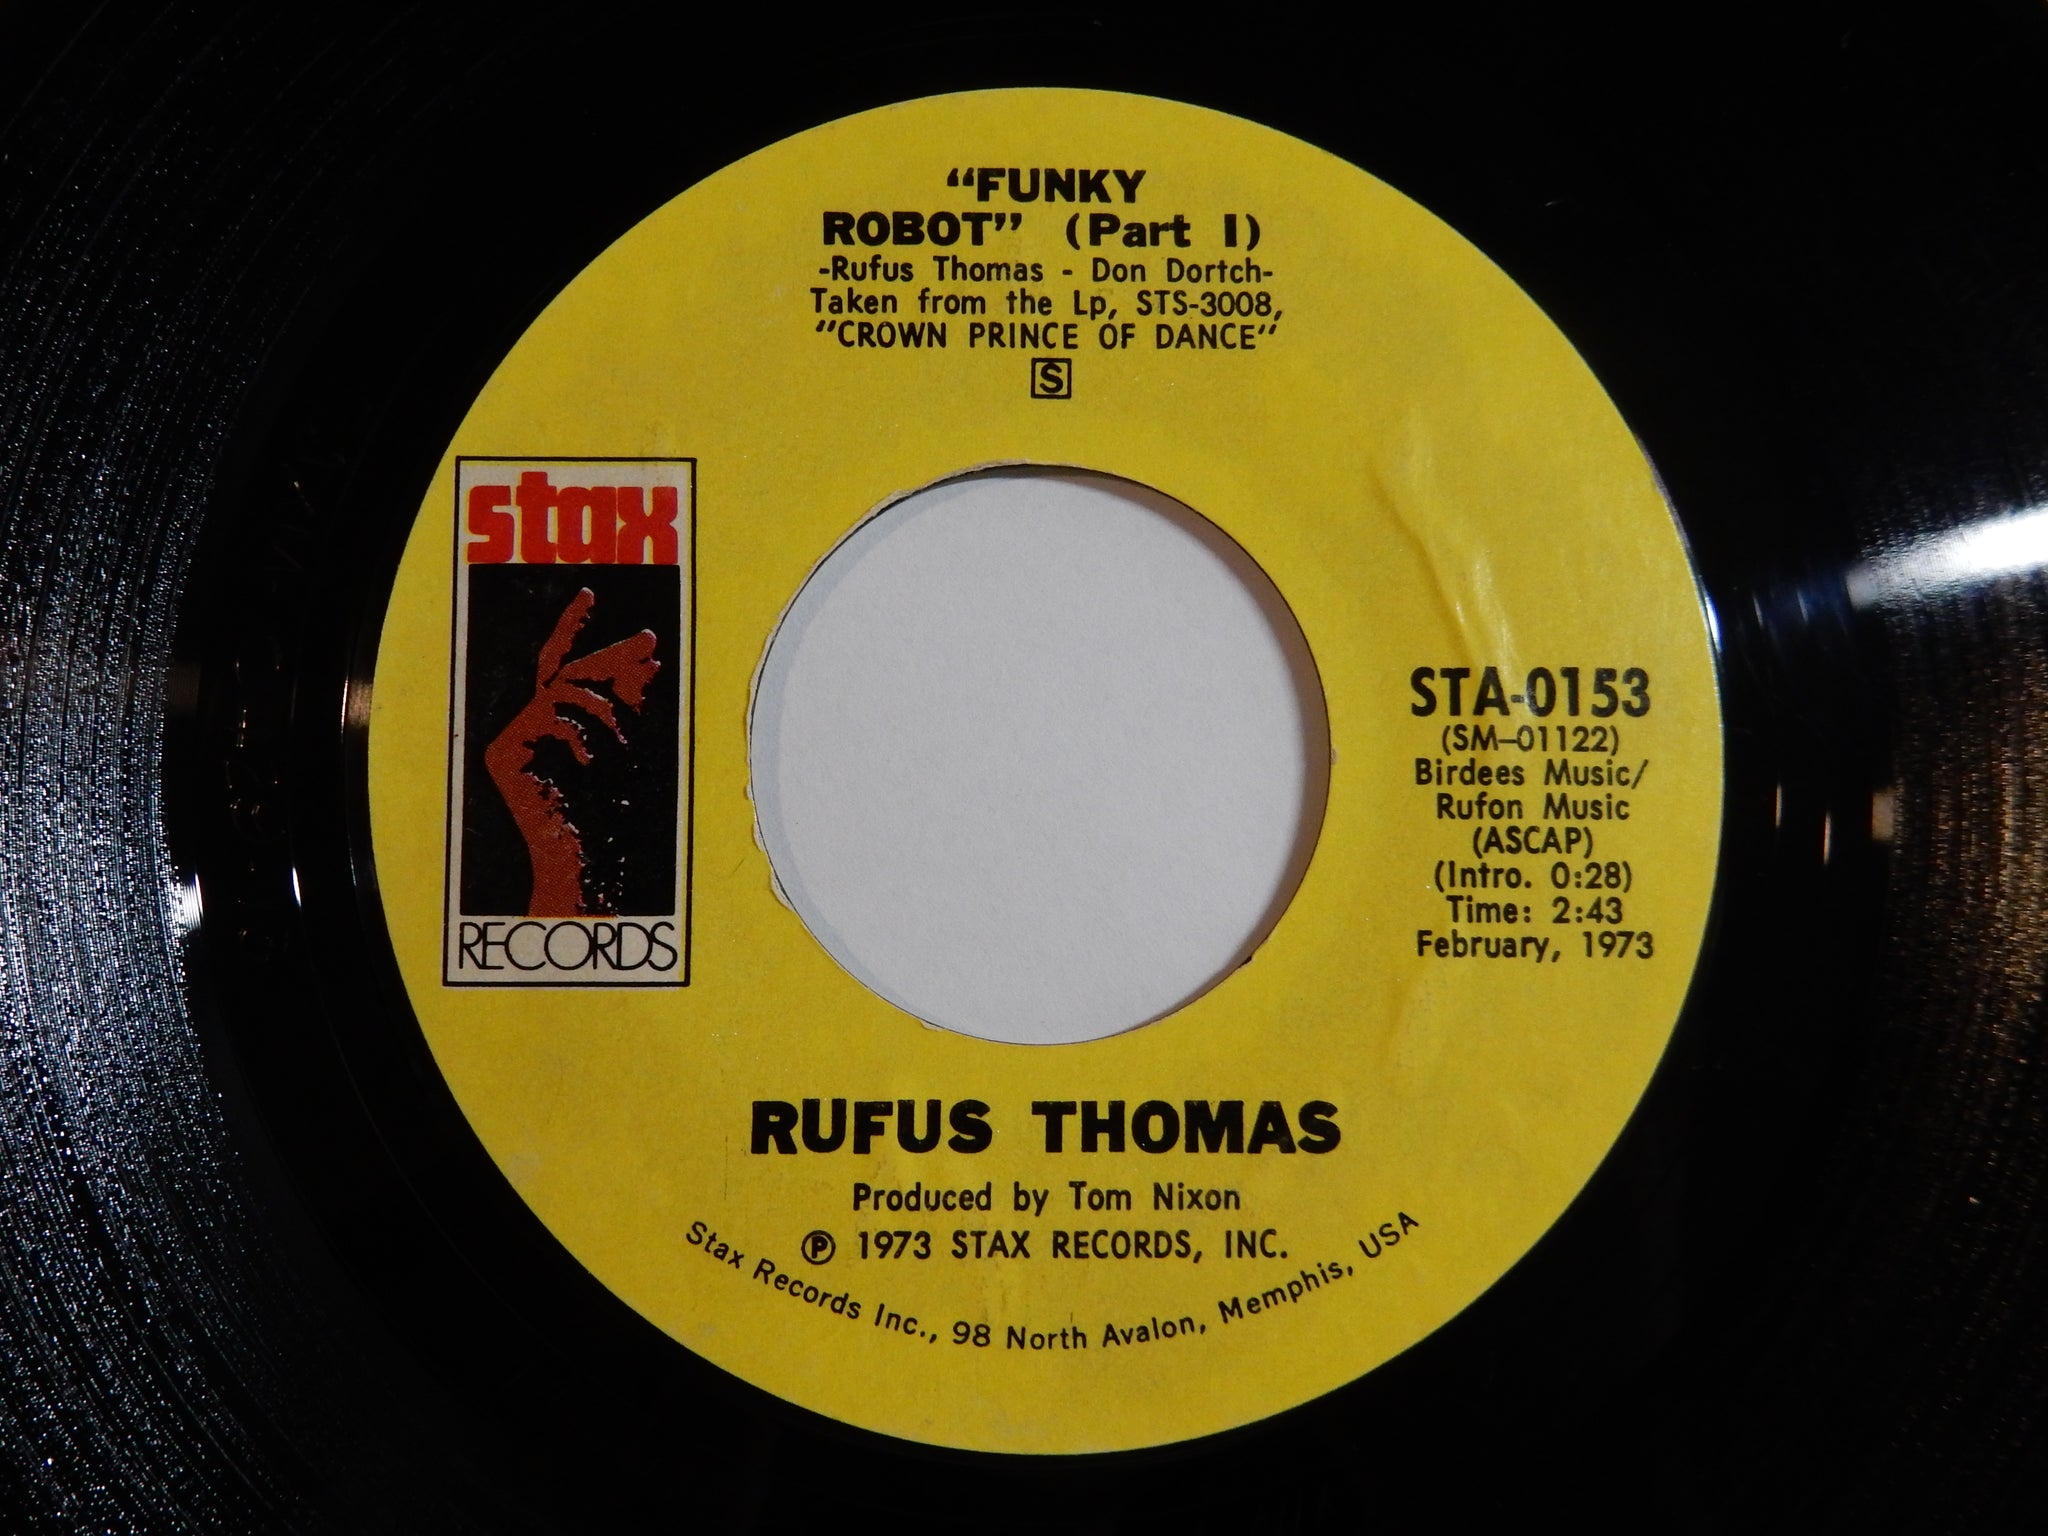 “FUNKY
ROBOT” (Part I)
-Rufus Thomas - Don Dortch-
Taken from the Lp, STS-3008,
"CROWN PRINCE OF DANCE"
S
stax
RECORDS
STA-0153
(SM–01122)
Birdees Music/
Rufon Music
(ASCAP)
(Intro. 0:28)
Time: 2:43
February, 1973
RUFUS THOMAS
Produced by Tom Nixon
℗ 1973 STAX RECORDS, INC.
Stax Records Inc., 98 North Avalon, Memphis, USA